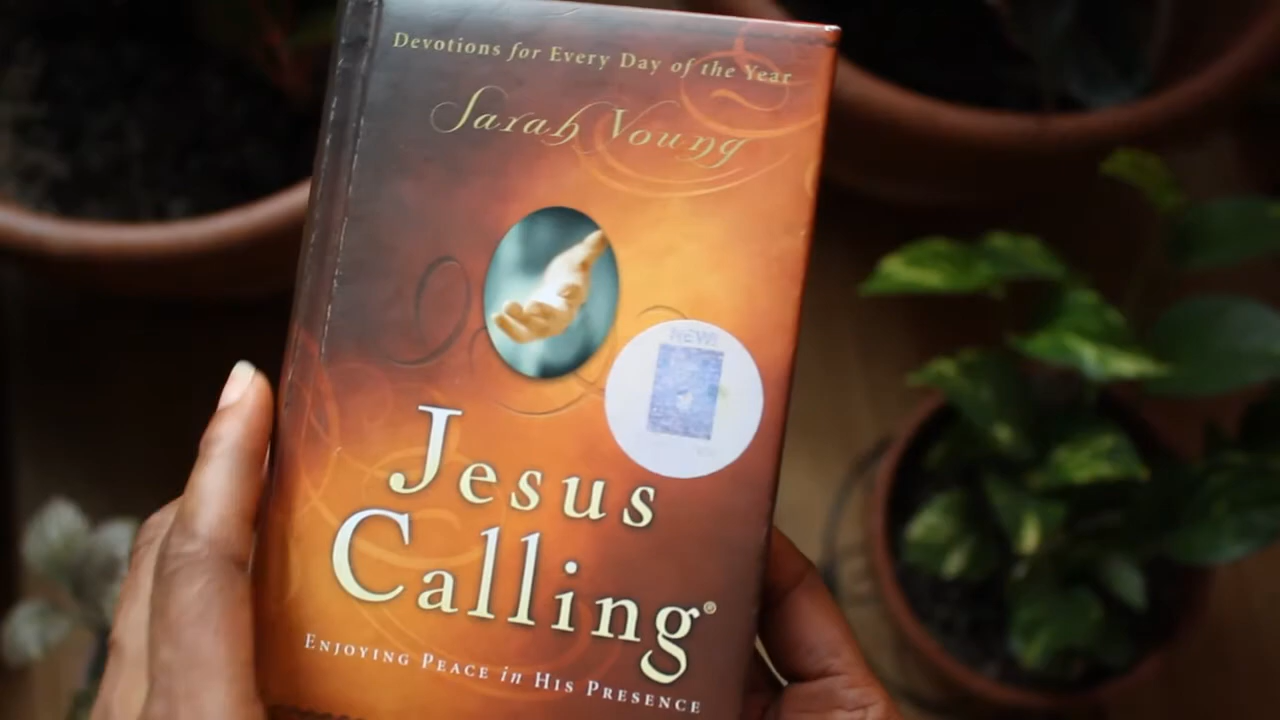 Devotions for Every Day of the Year
Sarah Young
NEW!
Jesus
Calling®
Enjoying Peace in His Presence